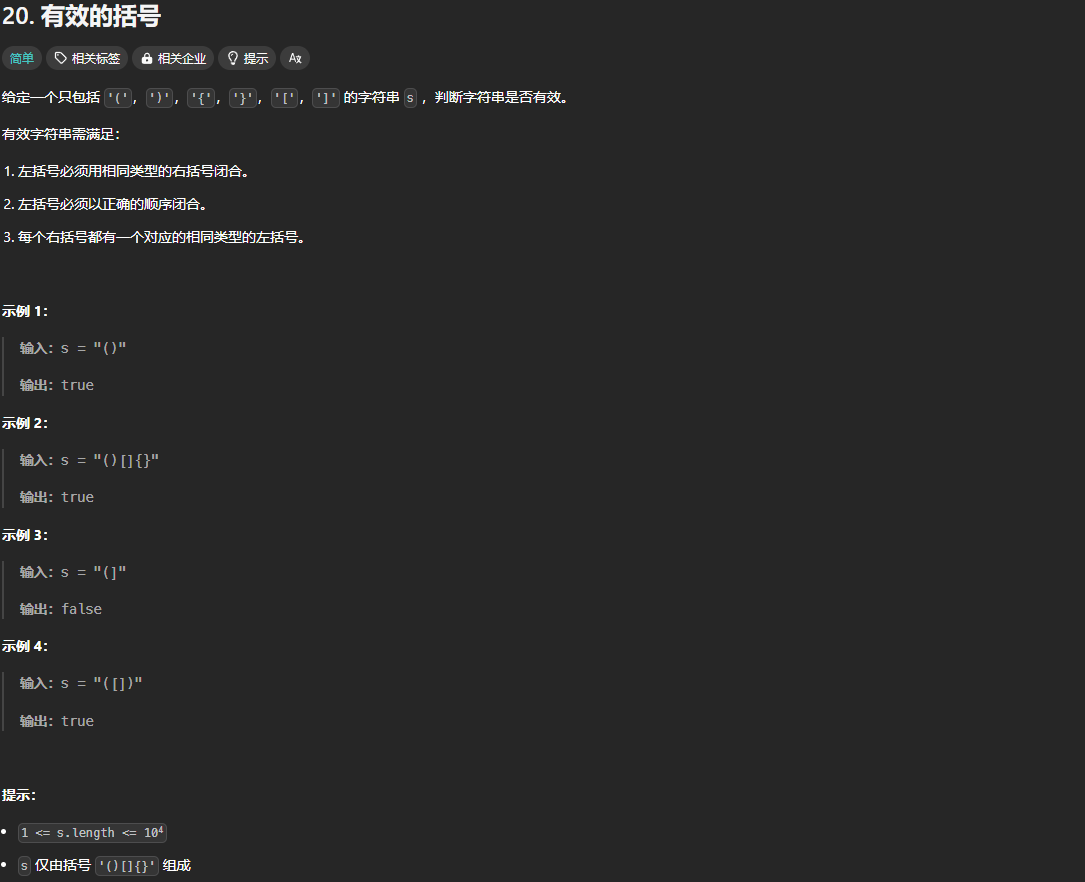 20. 有效的括号
简单 相关标签 相关企业 提示 Ax
给定一个只包括 '(', ')', '{', '}', '[', ']' 的字符串 s ，判断字符串是否有效。
有效字符串需满足：
1. 左括号必须用相同类型的右括号闭合。
2. 左括号必须以正确的顺序闭合。
3. 每个右括号都有一个对应的相同类型的左括号。
示例 1：
输入：s = "()"
输出：true
示例 2：
输入：s = "()[]{}"
输出：true
示例 3：
输入：s = "(]"
输出：false
示例 4：
输入：s = "([])"
输出：true
提示：
1 <= s.length <= 10⁴
s 仅由括号 '()[]{}' 组成